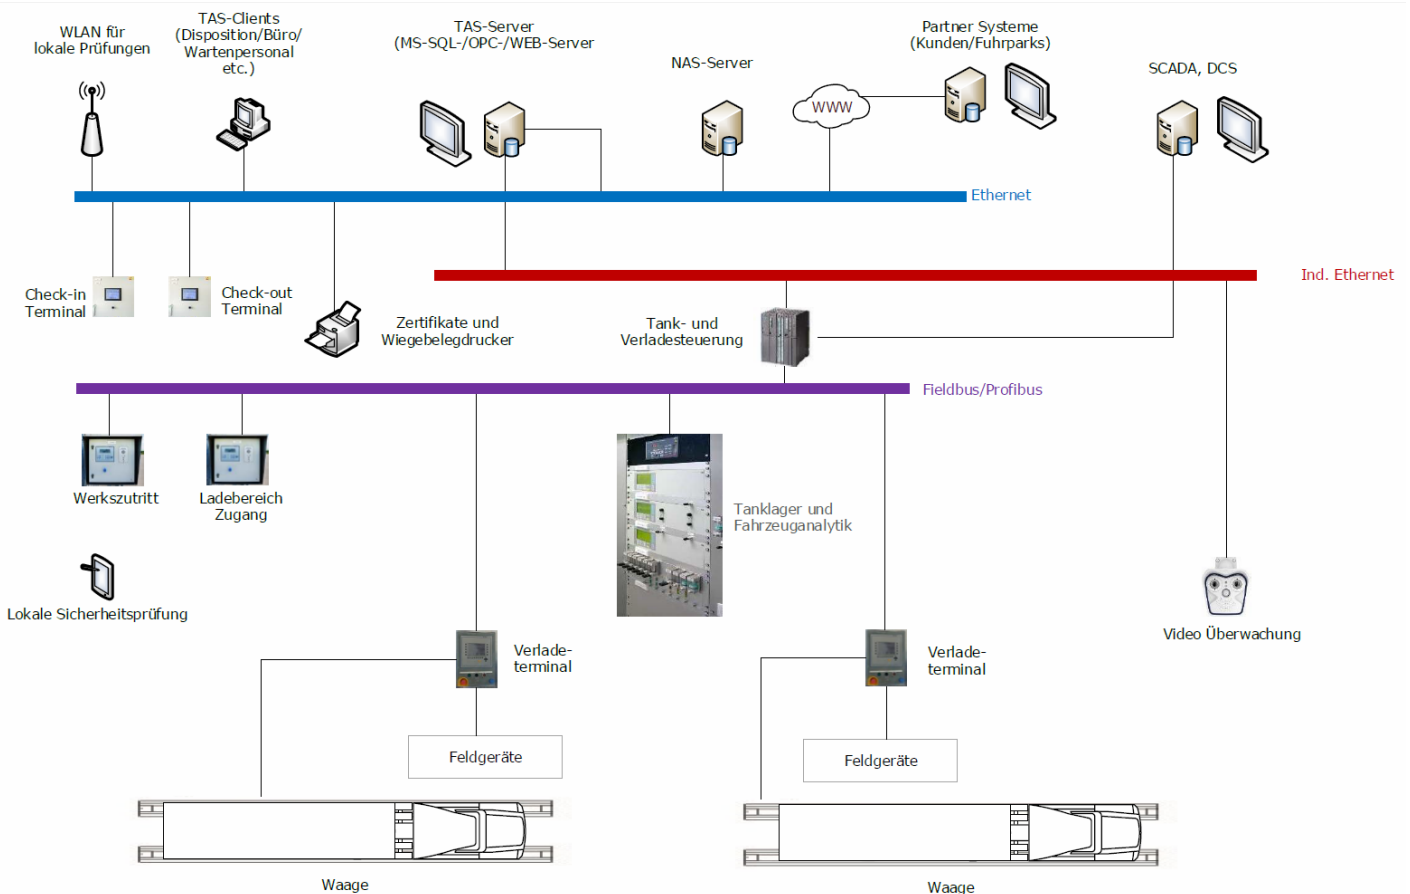 WLAN für
lokale Prüfungen
TAS-Clients
(Disposition/Büro/
Wartenpersonal
etc.)
TAS-Server
(MS-SQL-/OPC-/WEB-Server
NAS-Server
Partner Systeme
(Kunden/Fuhrparks)
SCADA, DCS
WWW
Ethernet
Ind. Ethernet
Check-in
Terminal
Check-out
Terminal
Zertifikate und
Wiegebelegdrucker
Tank- und
Verladesteuerung
Fieldbus/Profibus
Werkszutritt
Ladebereich
Zugang
Tanklager und
Fahrzeuganalytik
Lokale Sicherheitsprüfung
Video Überwachung
Verlade-
terminal
Verlade-
terminal
Feldgeräte
Feldgeräte
Waage
Waage